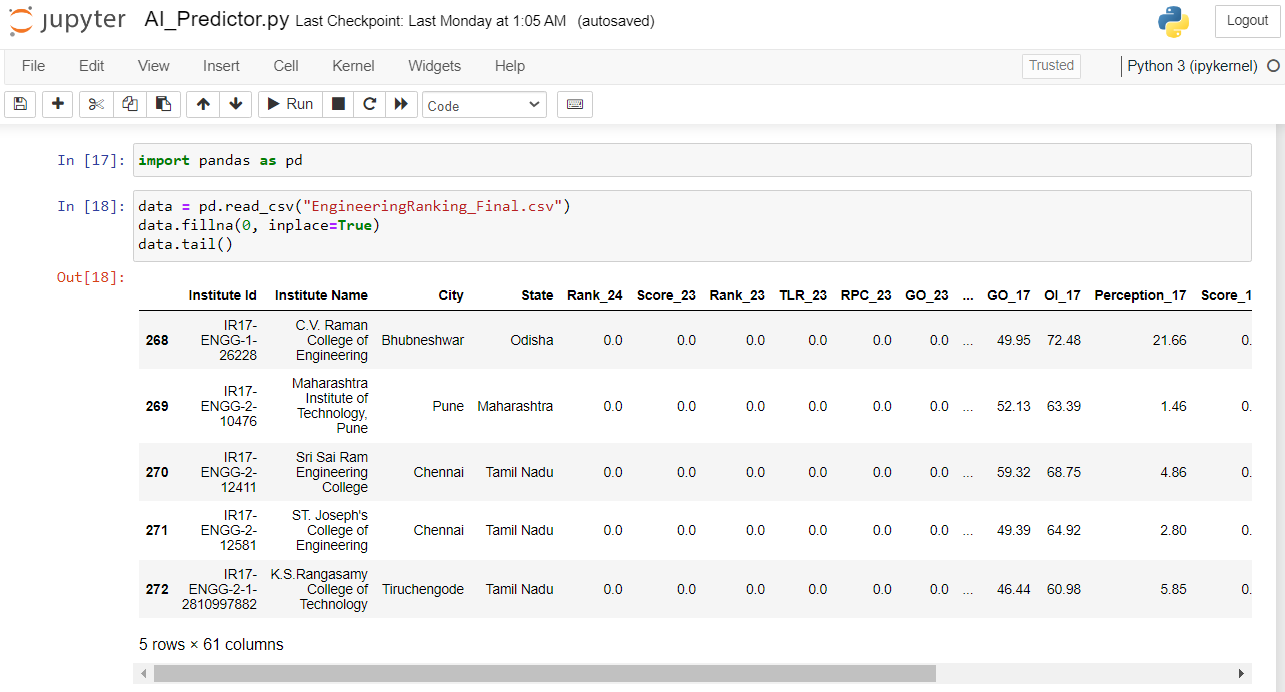 jupyter AI_Predictor.py Last Checkpoint: Last Monday at 1:05 AM (autosaved)
Logout
File Edit View Insert Cell Kernel Widgets Help
Trusted
Python 3 (ipykernel)
Run
Code
In [17]: import pandas as pd
In [18]: data = pd.read_csv("EngineeringRanking_Final.csv")
data.fillna(0, inplace=True)
data.tail()
Out[18]:
Institute Id Institute Name City State Rank_24 Score_23 Rank_23 TLR_23 RPC_23 GO_23 ... GO_17 OI_17 Perception_17 Score_1
268 IR17-ENGG-1-26228 C.V. Raman College of Engineering Bhubneshwar Odisha 0.0 0.0 0.0 0.0 0.0 0.0 ... 49.95 72.48 21.66 0.
269 IR17-ENGG-2-10476 Maharashtra Institute of Technology, Pune Pune Maharashtra 0.0 0.0 0.0 0.0 0.0 0.0 ... 52.13 63.39 1.46 0.
270 IR17-ENGG-2-12411 Sri Sai Ram Engineering College Chennai Tamil Nadu 0.0 0.0 0.0 0.0 0.0 0.0 ... 59.32 68.75 4.86 0.
271 IR17-ENGG-2-12581 ST. Joseph's College of Engineering Chennai Tamil Nadu 0.0 0.0 0.0 0.0 0.0 0.0 ... 49.39 64.92 2.80 0.
272 IR17-ENGG-2-1-2810997882 K.S.Rangasamy College of Technology Tiruchengode Tamil Nadu 0.0 0.0 0.0 0.0 0.0 0.0 ... 46.44 60.98 5.85 0.
5 rows × 61 columns